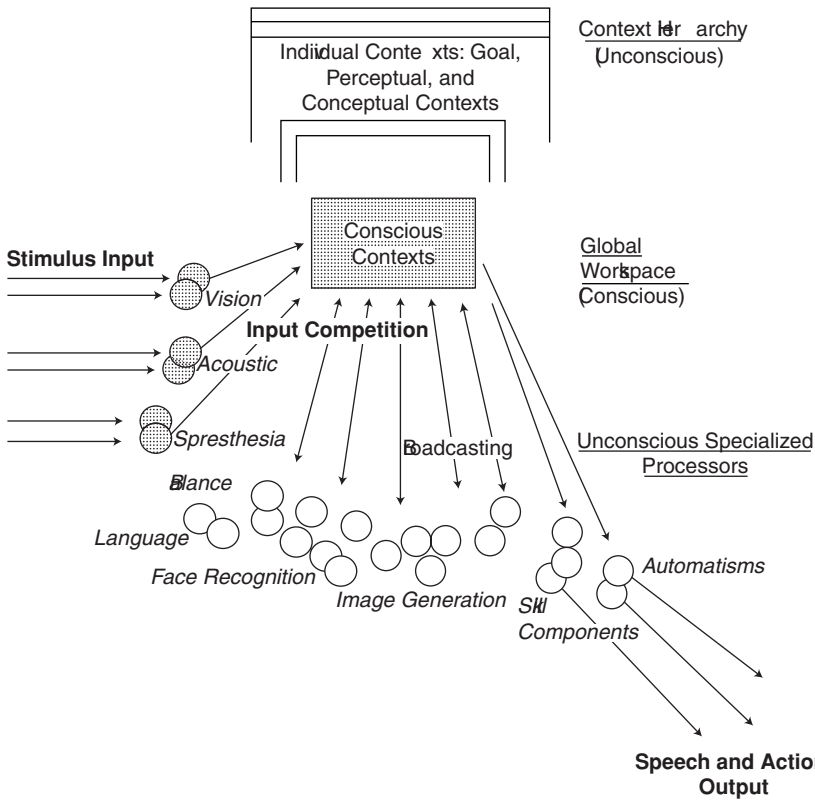 Context Hierarchy
(Unconscious)
Individual Contexts: Goal,
Perceptual, and
Conceptual Contexts
Conscious
Contexts
Global
Workspace
(Conscious)
Stimulus Input
Vision
Input Competition
Acoustic
Spresthesia
Broadcasting
Unconscious Specialized
Processors
Balance
Language
Face Recognition
Image Generation
Automatisms
Skill
Components
Speech and Actio
Output